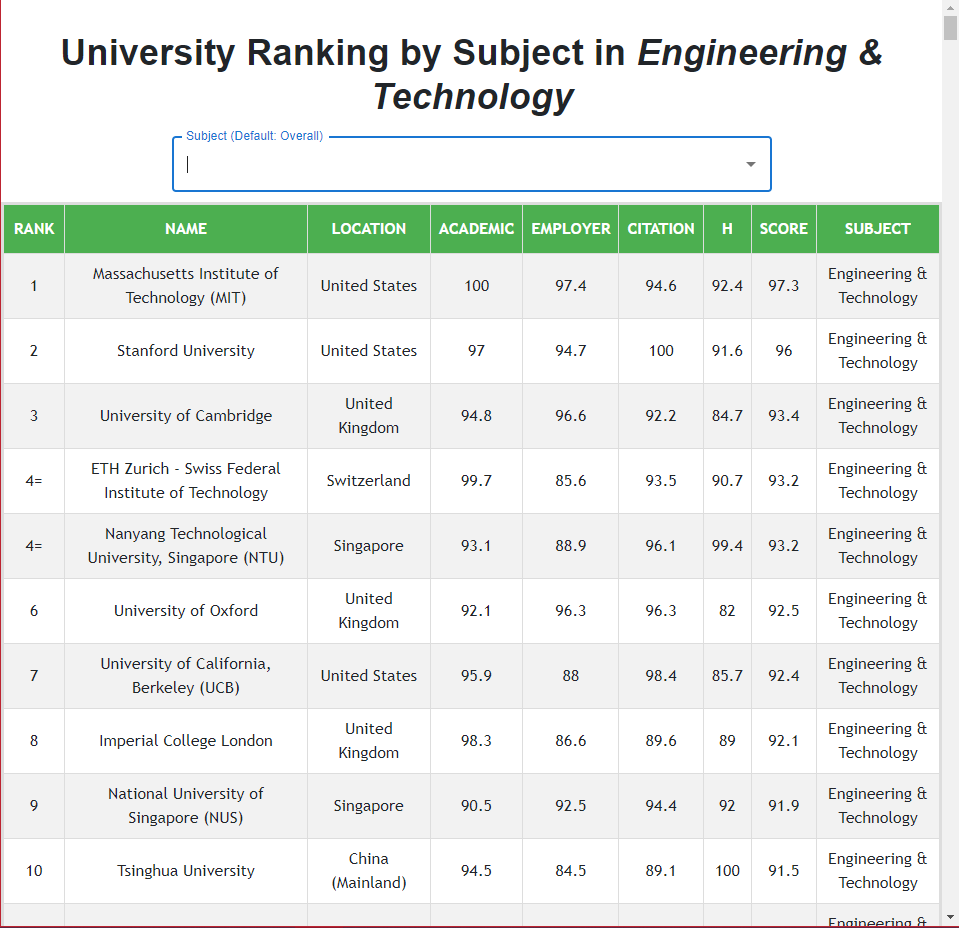 University Ranking by Subject in Engineering &
Technology
Subject (Default: Overall)
RANK NAME LOCATION ACADEMIC EMPLOYER CITATION H SCORE SUBJECT
1 Massachusetts Institute of Technology (MIT) United States 100 97.4 94.6 92.4 97.3 Engineering & Technology
2 Stanford University United States 97 94.7 100 91.6 96 Engineering & Technology
3 University of Cambridge United Kingdom 94.8 96.6 92.2 84.7 93.4 Engineering & Technology
4= ETH Zurich - Swiss Federal Institute of Technology Switzerland 99.7 85.6 93.5 90.7 93.2 Engineering & Technology
4= Nanyang Technological University, Singapore (NTU) Singapore 93.1 88.9 96.1 99.4 93.2 Engineering & Technology
6 University of Oxford United Kingdom 92.1 96.3 96.3 82 92.5 Engineering & Technology
7 University of California, Berkeley (UCB) United States 95.9 88 98.4 85.7 92.4 Engineering & Technology
8 Imperial College London United Kingdom 98.3 86.6 89.6 89 92.1 Engineering & Technology
9 National University of Singapore (NUS) Singapore 90.5 92.5 94.4 92 91.9 Engineering & Technology
10 Tsinghua University China (Mainland) 94.5 84.5 89.1 100 91.5 Engineering & Technology
Engineering &